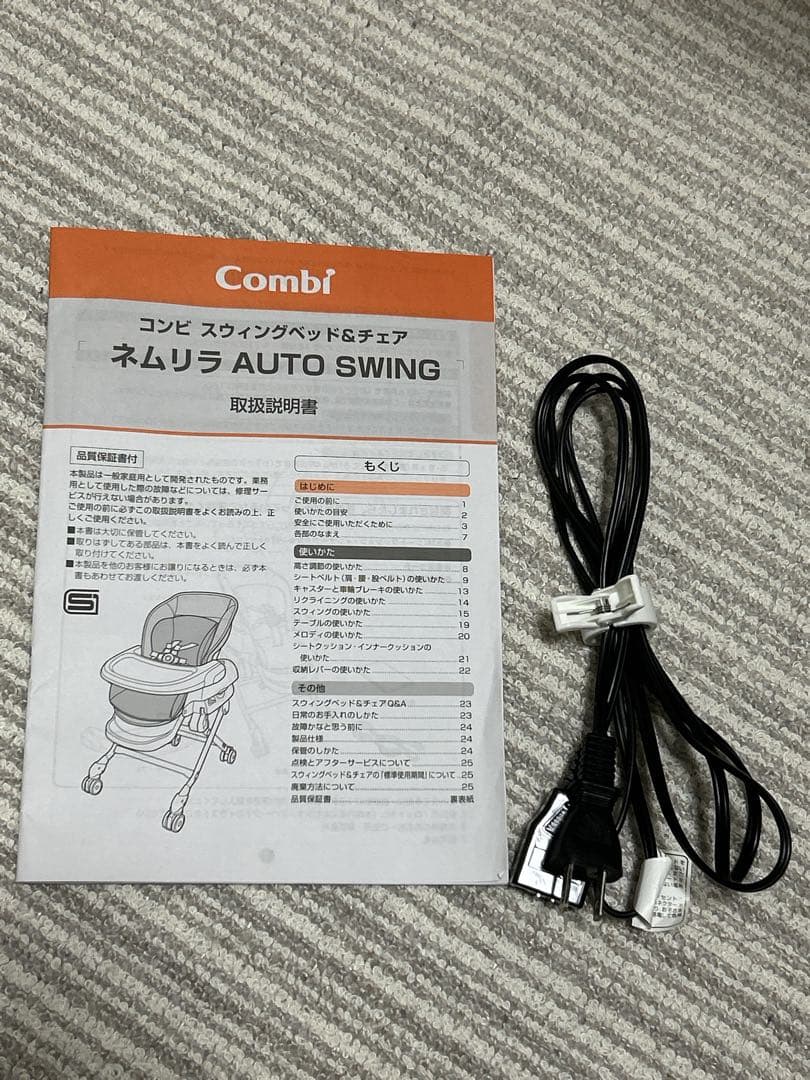 Combi
コンビ スウィングベッド&チェア
ネムリラ AUTO SWING
取扱説明書
品質保証書付
本製品は一般家庭用として開発されたものです。業務
用として使用した際の故障などについては、修理サー
ビスが行えない場合があります。
ご使用の前に必ずこの取扱説明書をよくお読みの上、正
しくご使用ください。
■本書は大切に保管してください。
■取りはずしてある部品は、本書をよく読んで正しく
取り付けてください。
■本製品を他のお客様にお譲りになるときは、必ず本
書もあわせてお渡しください。
もくじ
はじめに
ご使用の前に 1
使いかたの目安 2
安全にご使用いただくために 3
各部のなまえ 7
使いかた
高さ調節の使いかた 8
シートベルト（肩・腰・股ベルト）の使いかた 9
キャスターと車輪ブレーキの使いかた 13
リクライニングの使いかた 14
スウィングの使いかた 15
テーブルの使いかた 19
メロディの使いかた 20
シートクッション・インナークッションの
使いかた 21
収納レバーの使いかた 22
その他
スウィングベッド&チェアQ&A 23
日常のお手入れのしかた 23
故障かなと思う前に 24
製品仕様 24
保管のしかた 24
点検とアフターサービスについて 25
スウィングベッド&チェアの「標準使用期間」について 25
廃棄方法について 25
品質保証書 裏表紙